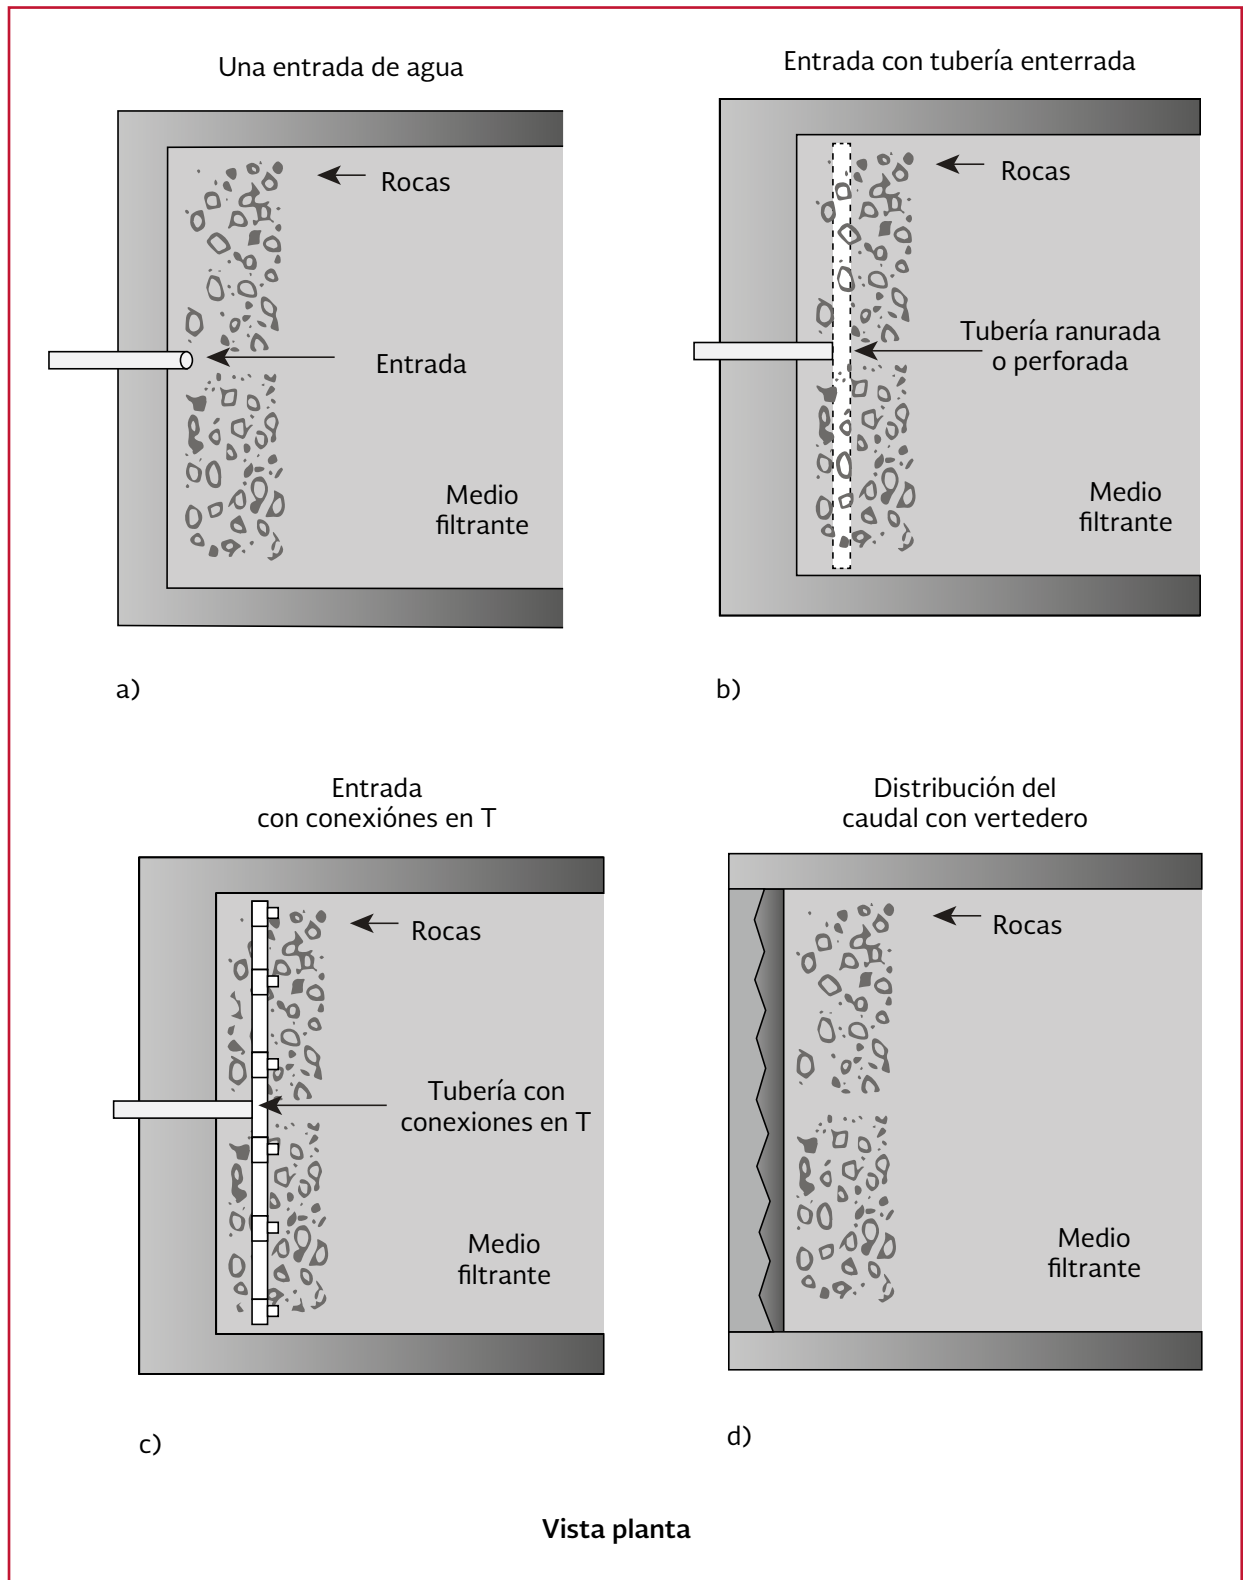 Una entrada de agua
Rocas
Entrada
Medio
filtrante
a)
Entrada con tubería enterrada
Rocas
Tubería ranurada
o perforada
Medio
filtrante
b)
Entrada
con conexiónes en T
Rocas
Tubería con
conexiones en T
Medio
filtrante
c)
Distribución del
caudal con vertedero
Rocas
Medio
filtrante
d)
Vista planta